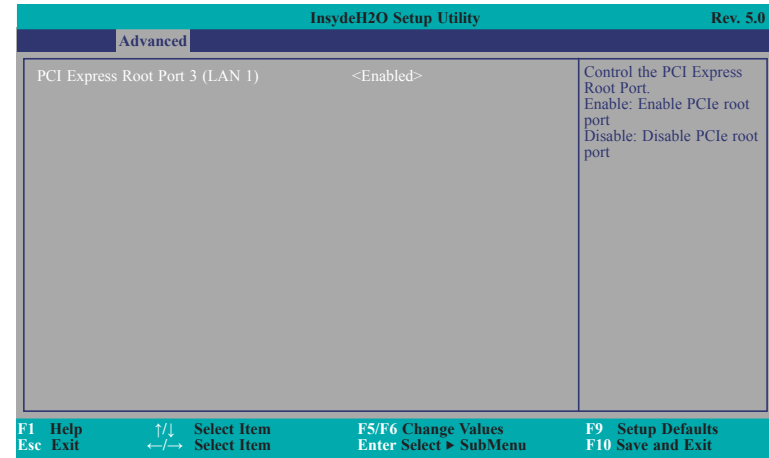 InsydeH2O Setup Utility Rev. 5.0
Advanced
PCI Express Root Port 3 (LAN 1) <Enabled>
Control the PCI Express
Root Port.
Enable: Enable PCIe root
port
Disable: Disable PCIe root
port
F1 Help ↑/↓ Select Item F5/F6 Change Values F9 Setup Defaults
Esc Exit ←/→ Select Item Enter Select ▶ SubMenu F10 Save and Exit